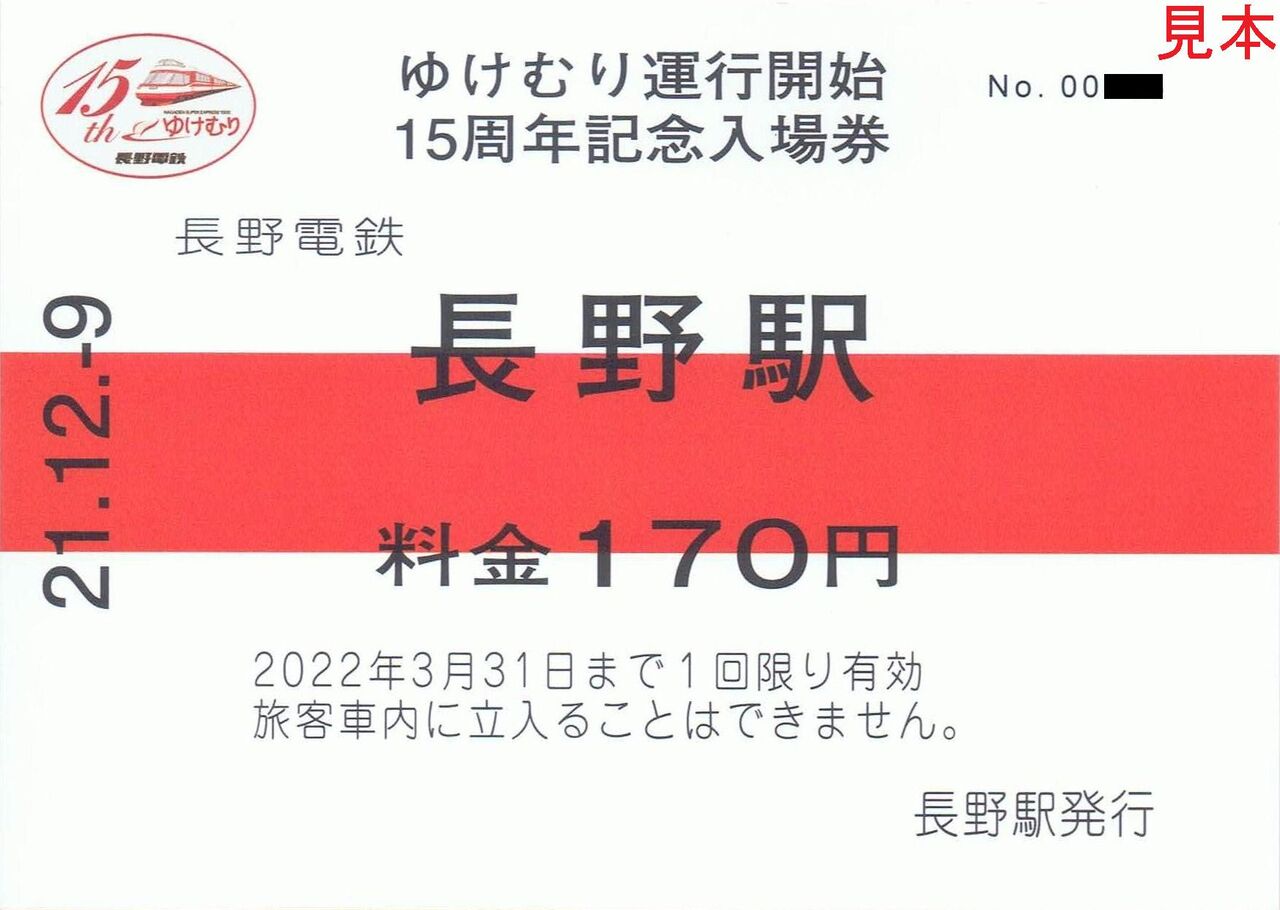 見本
15
th
ゆけむり
長野電鉄
ゆけむり運行開始
15周年記念入場券
No. 00
長野電鉄
長野駅
21.12.-9
料金170円
2022年3月31日まで1回限り有効
旅客車内に立入ることはできません。
長野駅発行